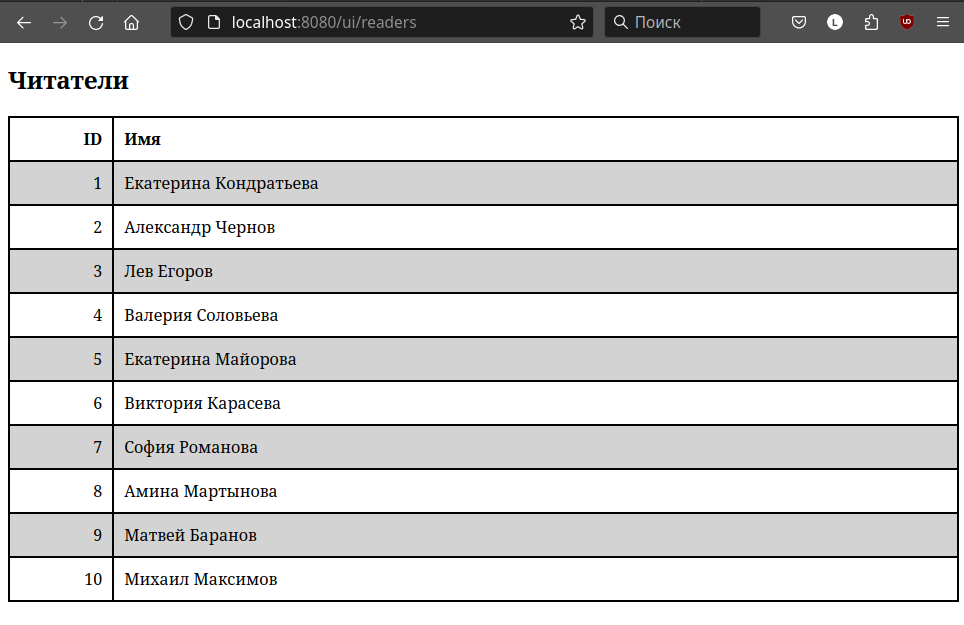 localhost:8080/ui/readers Поиск L UD
Читатели
ID Имя
1 Екатерина Кондратьева
2 Александр Чернов
3 Лев Егоров
4 Валерия Соловьева
5 Екатерина Майорова
6 Виктория Карасева
7 София Романова
8 Амина Мартынова
9 Матвей Баранов
10 Михаил Максимов